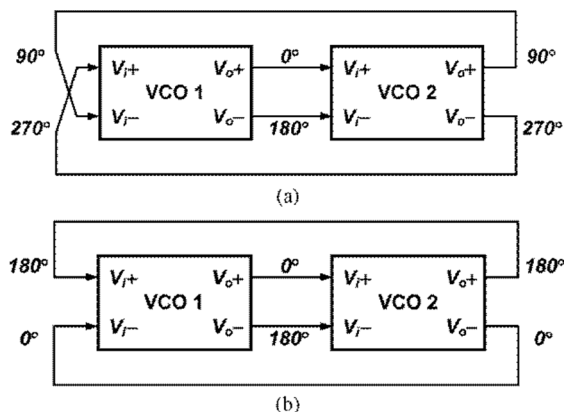 90° Vi+ Vo+ 0° Vi+ Vo+ 90°
VCO 1 VCO 2
270° Vi− Vo− 180° Vi− Vo− 270°
(a)
180° Vi+ Vo+ 0° Vi+ Vo+ 180°
VCO 1 VCO 2
0° Vi− Vo− 180° Vi− Vo− 0°
(b)